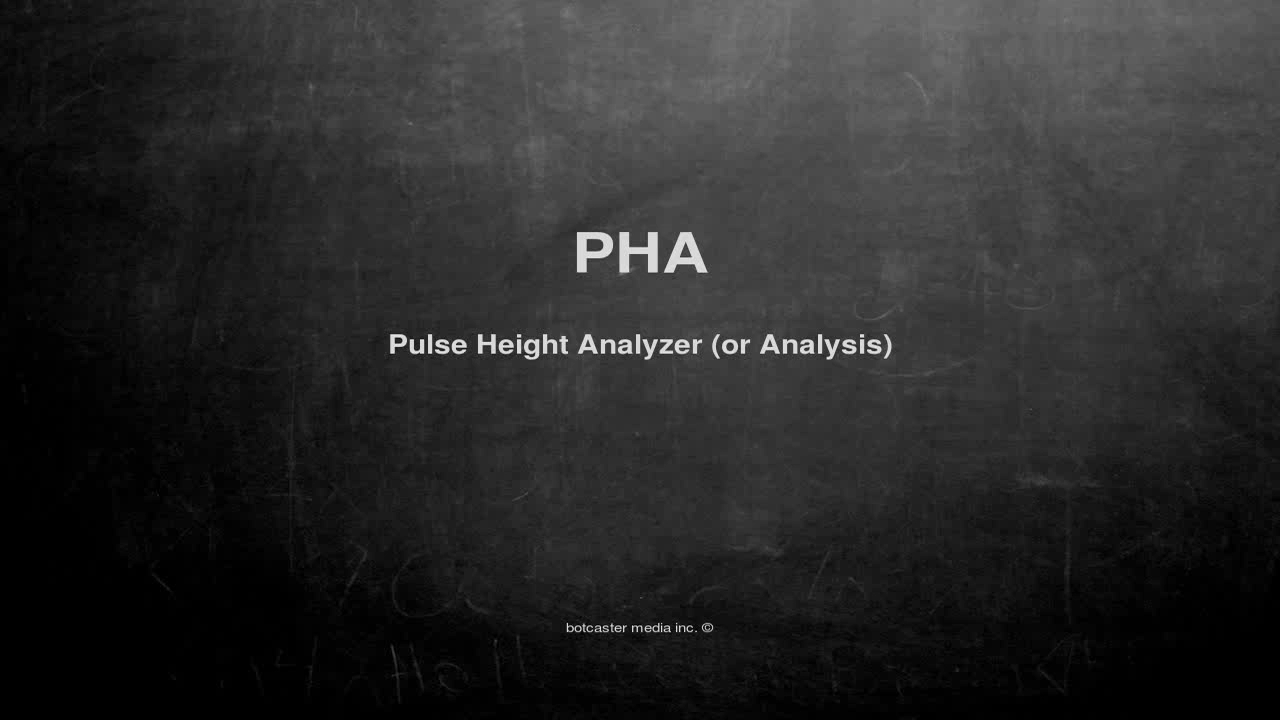 PHA
Pulse Height Analyzer (or Analysis)
botcaster media inc. ©